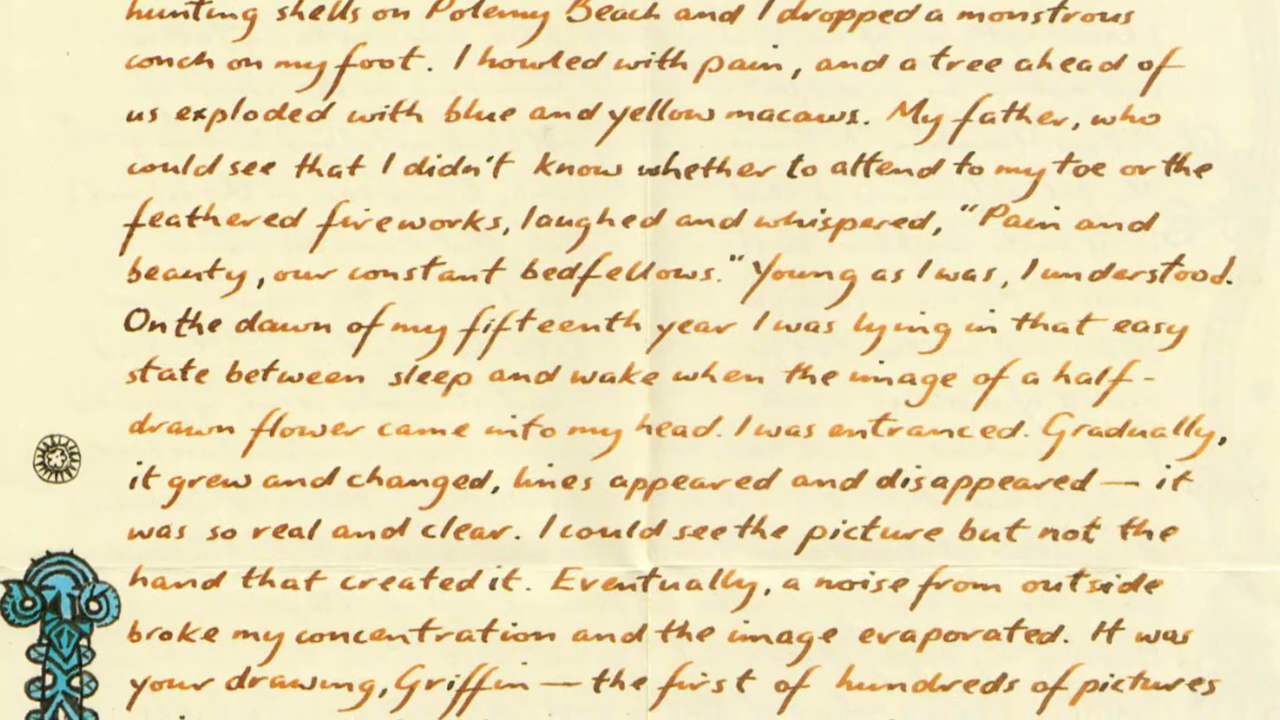 hunting shells on Polemy Beach and I dropped a monstrous
conch on my foot. I howled with pain, and a tree ahead of
us exploded with blue and yellow macaws. My father, who
could see that I didn't know whether to attend to my toe or the
feathered fireworks, laughed and whispered, "Pain and
beauty, our constant bedfellows." Young as I was, I understood.
On the dawn of my fifteenth year I was lying in that easy
state between sleep and wake when the image of a half-
drawn flower came into my head. I was entranced. Gradually,
it grew and changed, lines appeared and disappeared — it
was so real and clear. I could see the picture but not the
hand that created it. Eventually, a noise from outside
broke my concentration and the image evaporated. It was
your drawing, Griffin — the first of hundreds of pictures